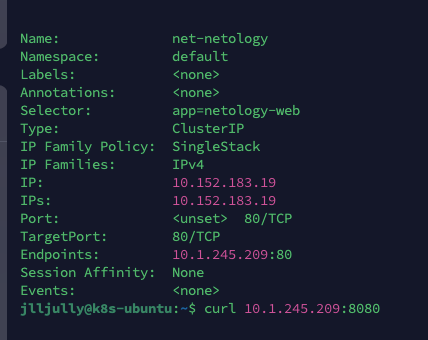 Name: net-netology
Namespace: default
Labels: <none>
Annotations: <none>
Selector: app=netology-web
Type: ClusterIP
IP Family Policy: SingleStack
IP Families: IPv4
IP: 10.152.183.19
IPs: 10.152.183.19
Port: <unset> 80/TCP
TargetPort: 80/TCP
Endpoints: 10.1.245.209:80
Session Affinity: None
Events: <none>
jlljully@k8s-ubuntu:~$ curl 10.1.245.209:8080